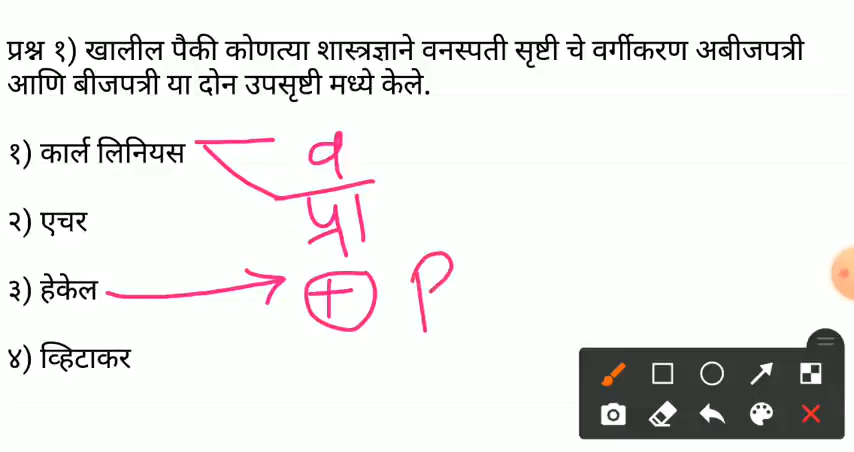 प्रश्न १) खालील पैकी कोणत्या शास्त्रज्ञाने वनस्पती सृष्टी चे वर्गीकरण अबीजपत्री
आणि बीजपत्री या दोन उपसृष्टी मध्ये केले.
१) कार्ल लिनियस
व
प्रा
२) एचर
३) हेकेल
+ P
४) व्हिटाकर